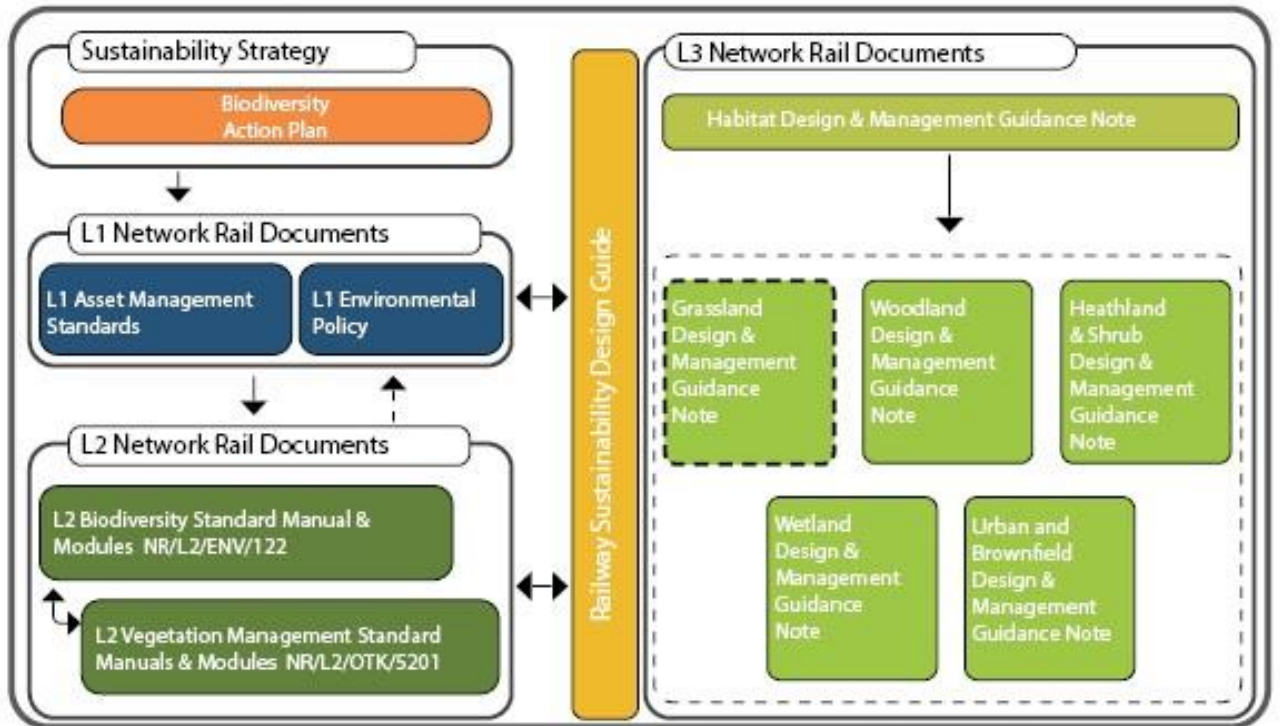 Sustainability Strategy
Biodiversity
Action Plan
L1 Network Rail Documents
L1 Asset Management
Standards
L1 Environmental
Policy
L2 Network Rail Documents
L2 Biodiversity Standard Manual &
Modules NR/L2/ENV/122
L2 Vegetation Management Standard
Manuals & Modules NR/L2/OTK/5201
Railway Sustainability Design Guide
L3 Network Rail Documents
Habitat Design & Management Guidance Note
Grassland
Design &
Management
Guidance
Note
Woodland
Design &
Management
Guidance
Note
Heathland
& Shrub
Design &
Management
Guidance
Note
Wetland
Design &
Management
Guidance
Note
Urban and
Brownfield
Design &
Management
Guidance Note